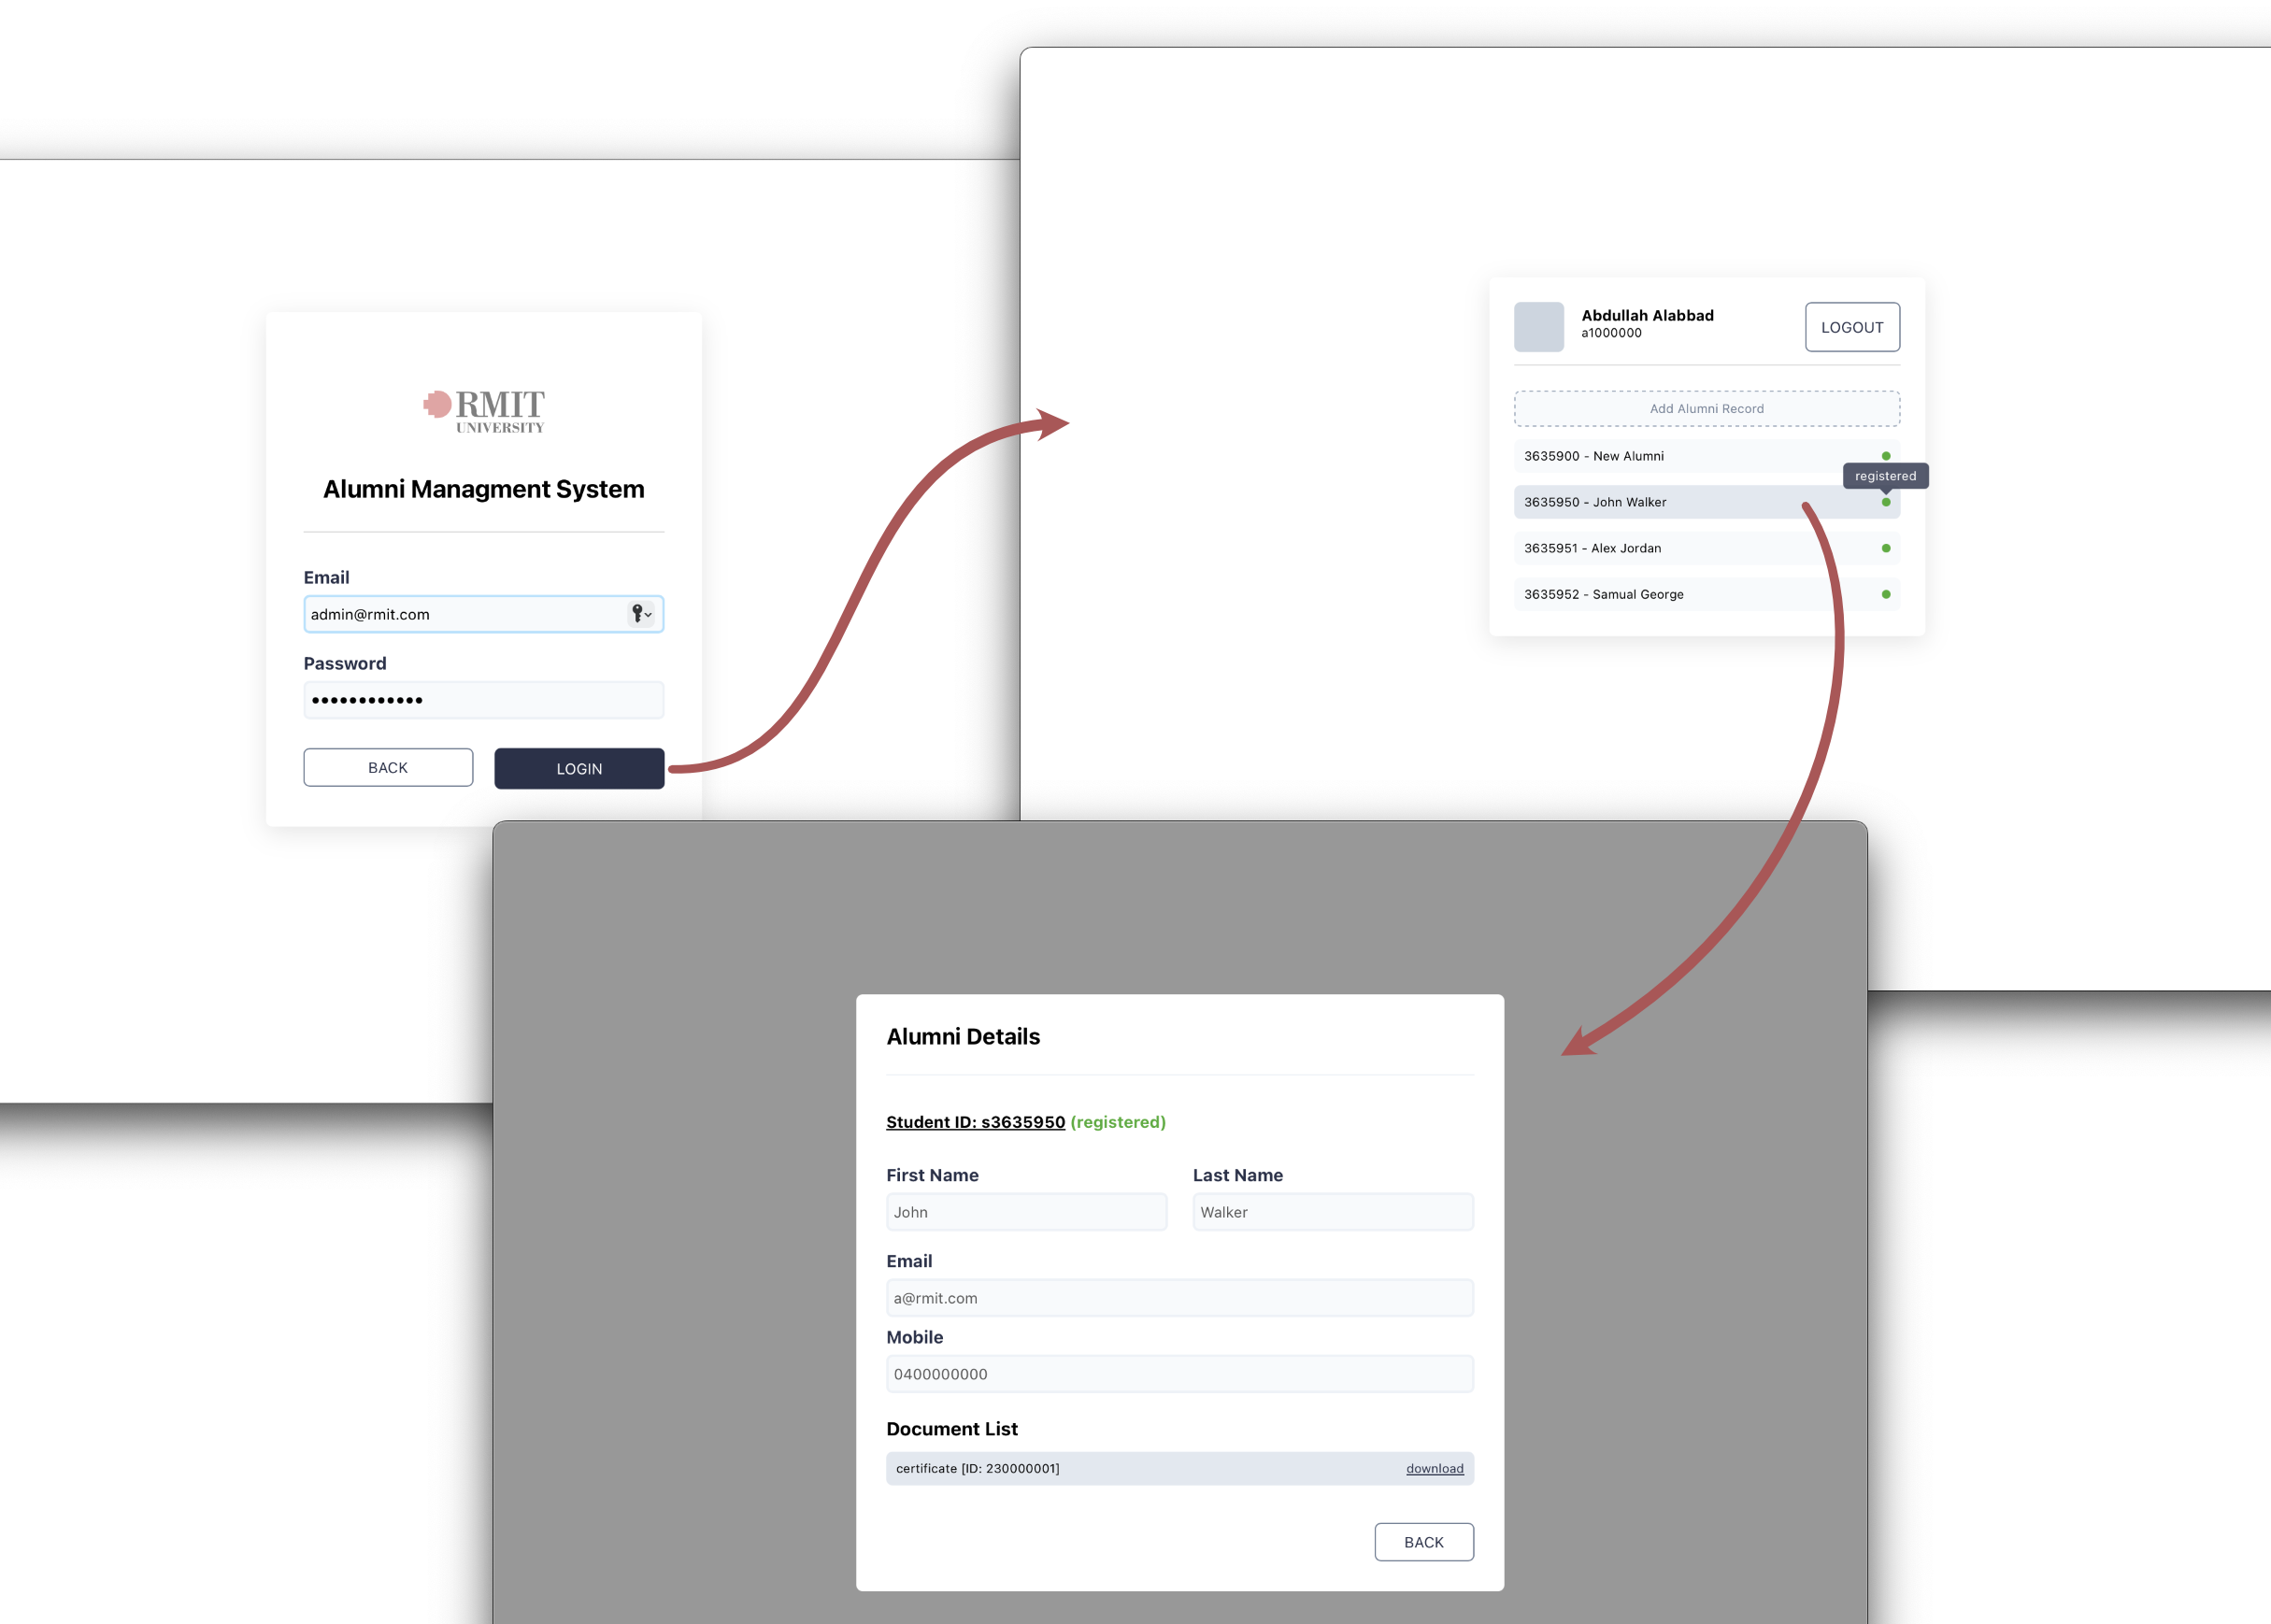 RMIT
UNIVERSITY
Alumni Managment System
Email
admin@rmit.com
Password
••••••••••••
BACK
LOGIN
Abdullah Alabbad
a1000000
LOGOUT
Add Alumni Record
3635900 - New Alumni
registered
3635950 - John Walker
3635951 - Alex Jordan
3635952 - Samual George
Alumni Details
Student ID: s3635950 (registered)
First Name
Last Name
John
Walker
Email
a@rmit.com
Mobile
0400000000
Document List
certificate [ID: 230000001]
download
BACK